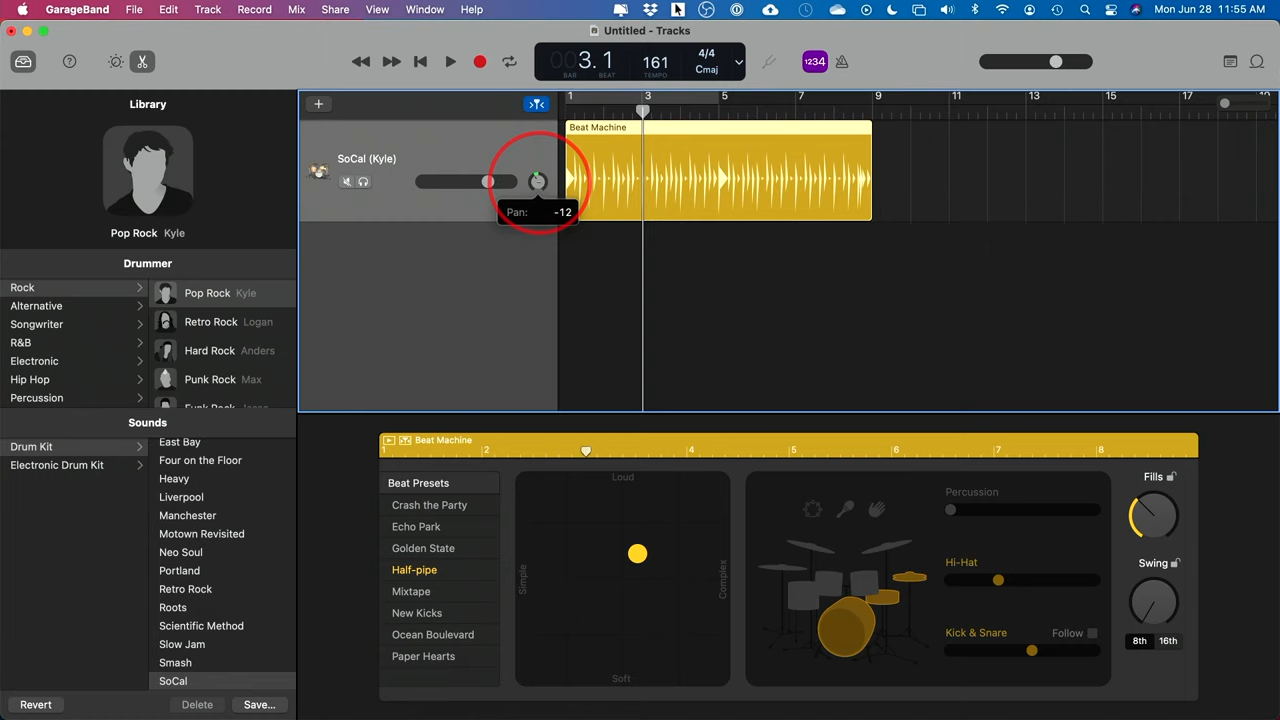 GarageBand File Edit Track Record Mix Share View Window Help Mon Jun 28 11:55 AM
Untitled - Tracks
003.1
BAR BEAT
161
TEMPO
4/4
Cmaj
1234
Library
Pop Rock Kyle
Drummer
Rock
Alternative
Songwriter
R&B
Electronic
Hip Hop
Percussion
Pop Rock Kyle
Retro Rock Logan
Hard Rock Anders
Punk Rock Max
Sounds
Drum Kit
Electronic Drum Kit
East Bay
Four on the Floor
Heavy
Liverpool
Manchester
Motown Revisited
Neo Soul
Portland
Retro Rock
Roots
Scientific Method
Slow Jam
Smash
SoCal
Revert Delete Save...
1 3 5 7 9 11 13 15 17
SoCal (Kyle)
Pan: -12
Beat Machine
Beat Machine
1 2 4 5 6 7 8
Beat Presets
Crash the Party
Echo Park
Golden State
Half-pipe
Mixtape
New Kicks
Ocean Boulevard
Paper Hearts
Loud
Simple
Complex
Soft
Percussion
Hi-Hat
Kick & Snare Follow
Fills
Swing
8th 16th